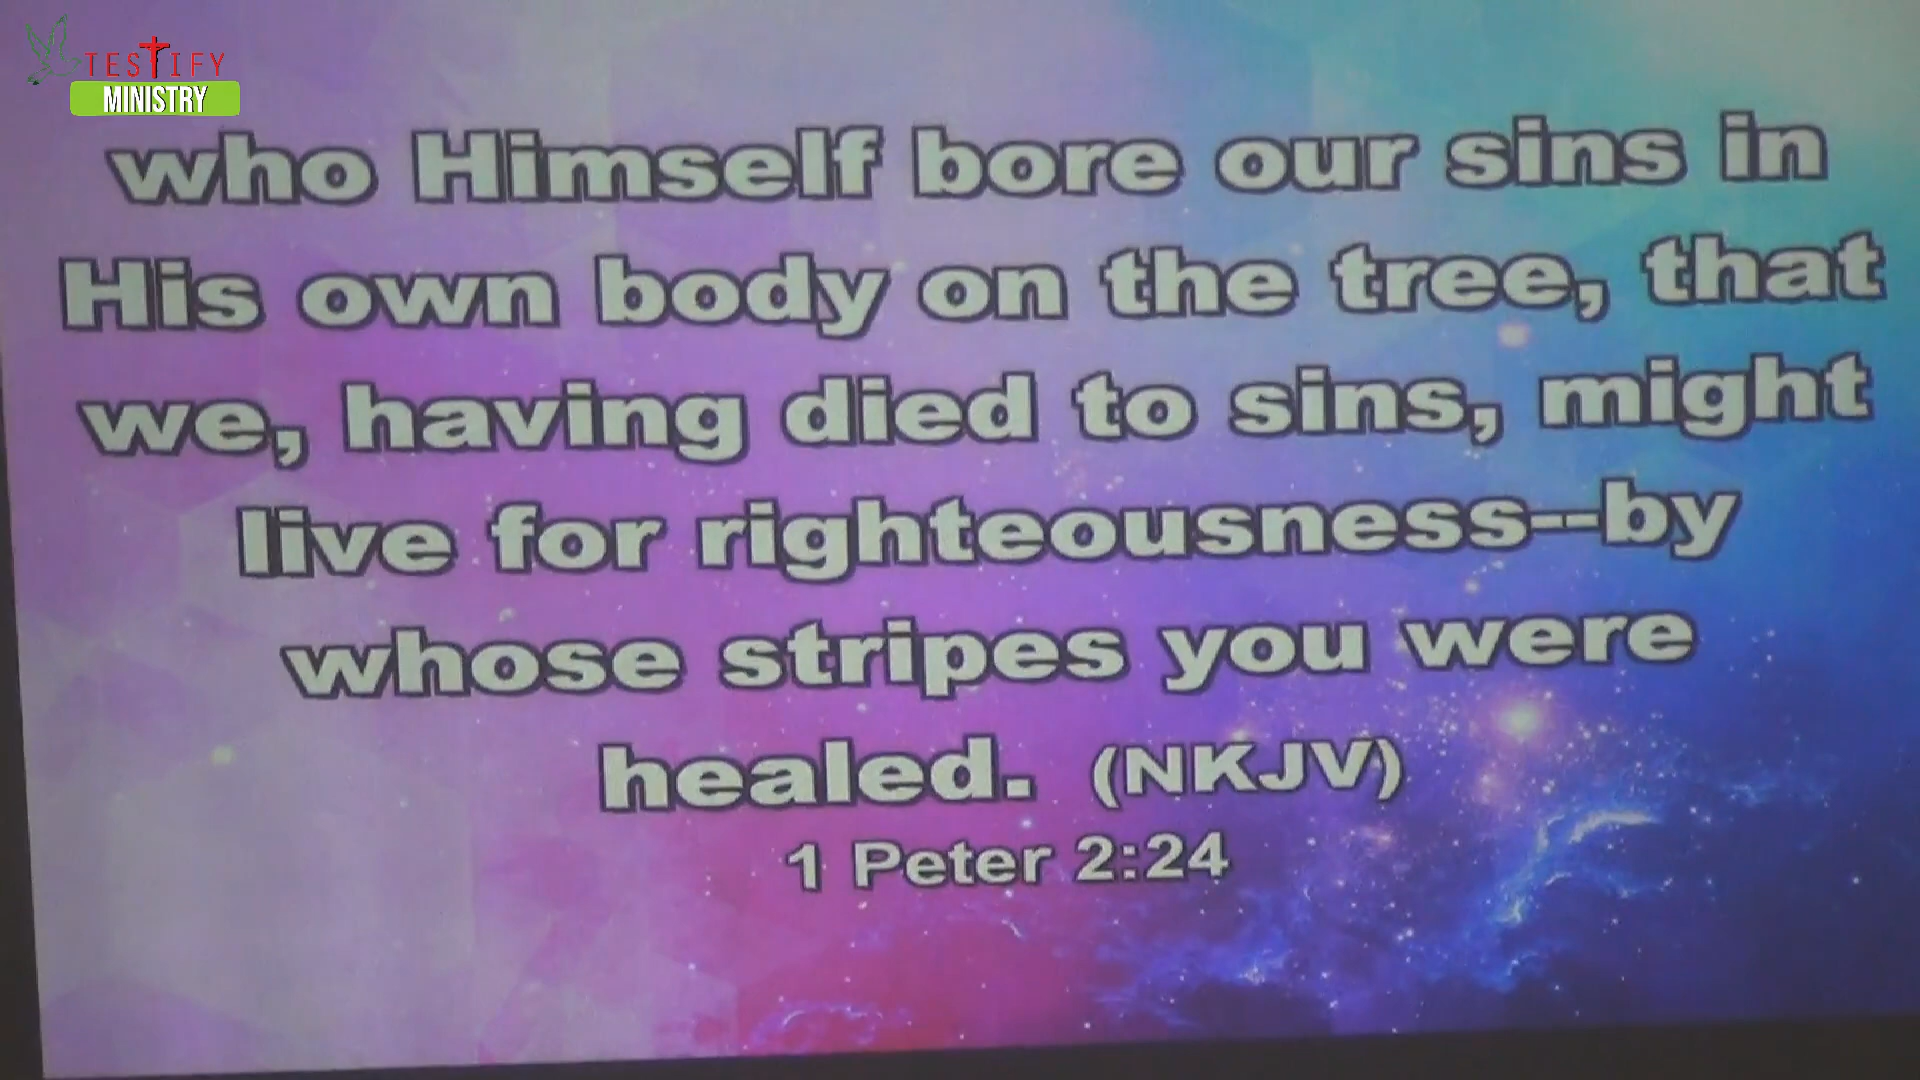 TESTIFY
MINISTRY
who Himself bore our sins in
His own body on the tree, that
we, having died to sins, might
live for righteousness--by
whose stripes you were
healed. (NKJV)
1 Peter 2:24